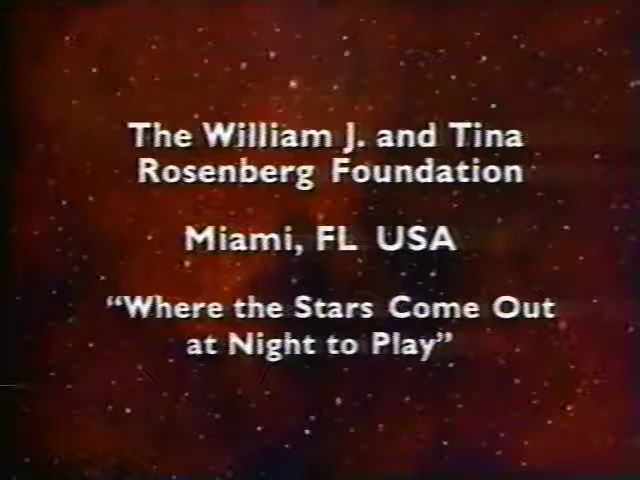 The William J. and Tina
Rosenberg Foundation
Miami, FL USA
“Where the Stars Come Out
at Night to Play”